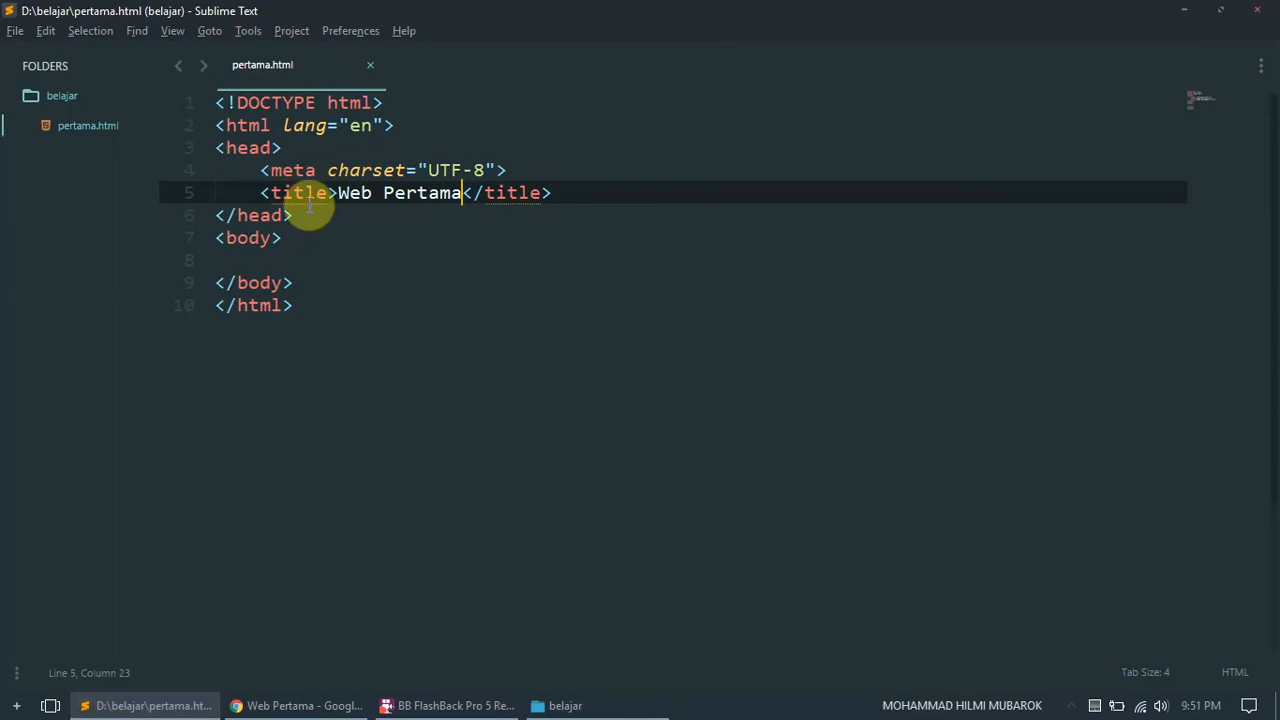 D:\belajar\pertama.html (belajar) - Sublime Text
File Edit Selection Find View Goto Tools Project Preferences Help
FOLDERS
belajar
pertama.html
pertama.html
1 <!DOCTYPE html>
2 <html lang="en">
3 <head>
4 <meta charset="UTF-8">
5 <title>Web Pertama</title>
6 </head>
7 <body>
8
9 </body>
10 </html>
Line 5, Column 23
Tab Size: 4 HTML
D:\belajar\pertama.ht... Web Pertama - Googl... BB FlashBack Pro 5 Re... belajar MOHAMMAD HILMI MUBAROK 9:51 PM